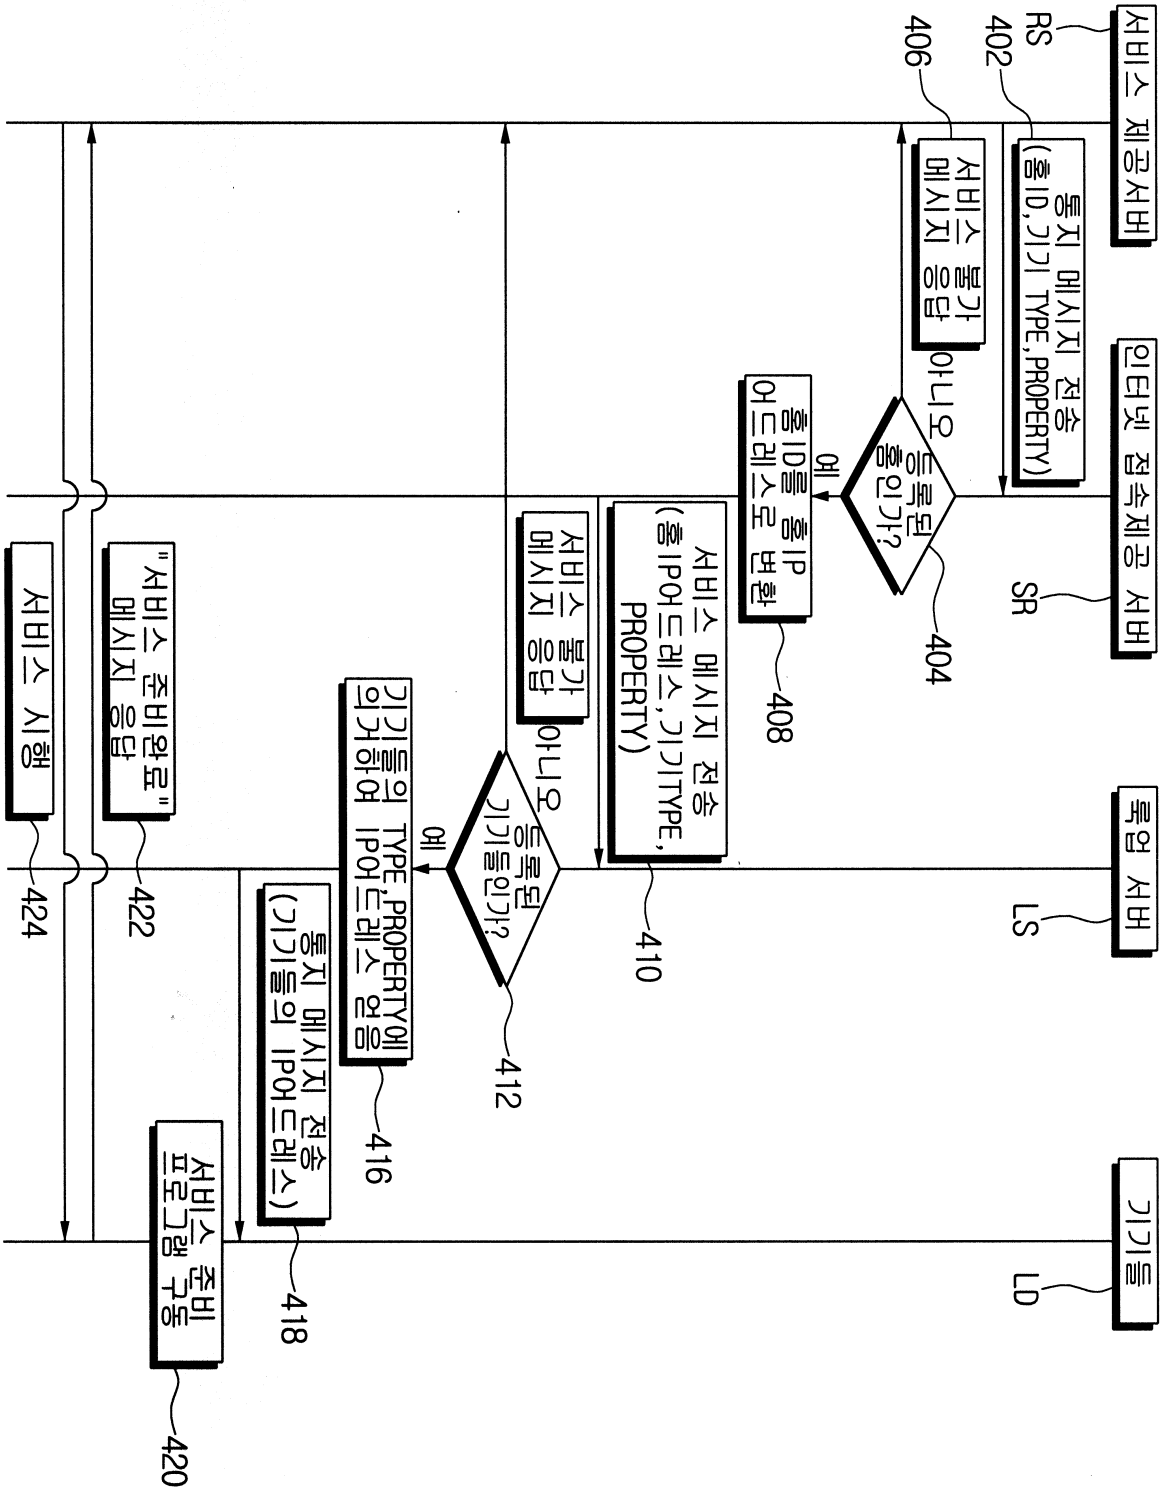 서비스 제공서버
RS
인터넷 접속제공 서버
SR
룩업 서버
LS
기기들
LD
402
통지 메시지 전송
(홈ID,기기 TYPE,PROPERTY)
등록된
홈인가?
404
아니오
406
서비스 불가
메시지 응답
예
홈ID를 홈IP
어드레스로 변환
408
서비스 메시지 전송
(홈IP어드레스,기기TYPE,
PROPERTY)
410
등록된
기기들인가?
412
아니오
서비스 불가
메시지 응답
예
기기들의 TYPE,PROPERTY에
의거하여 IP어드레스 얻음
416
통지 메시지 전송
(기기들의 IP어드레스)
418
서비스 준비
프로그램 구동
420
"서비스 준비완료"
메시지 응답
422
서비스 시행
424